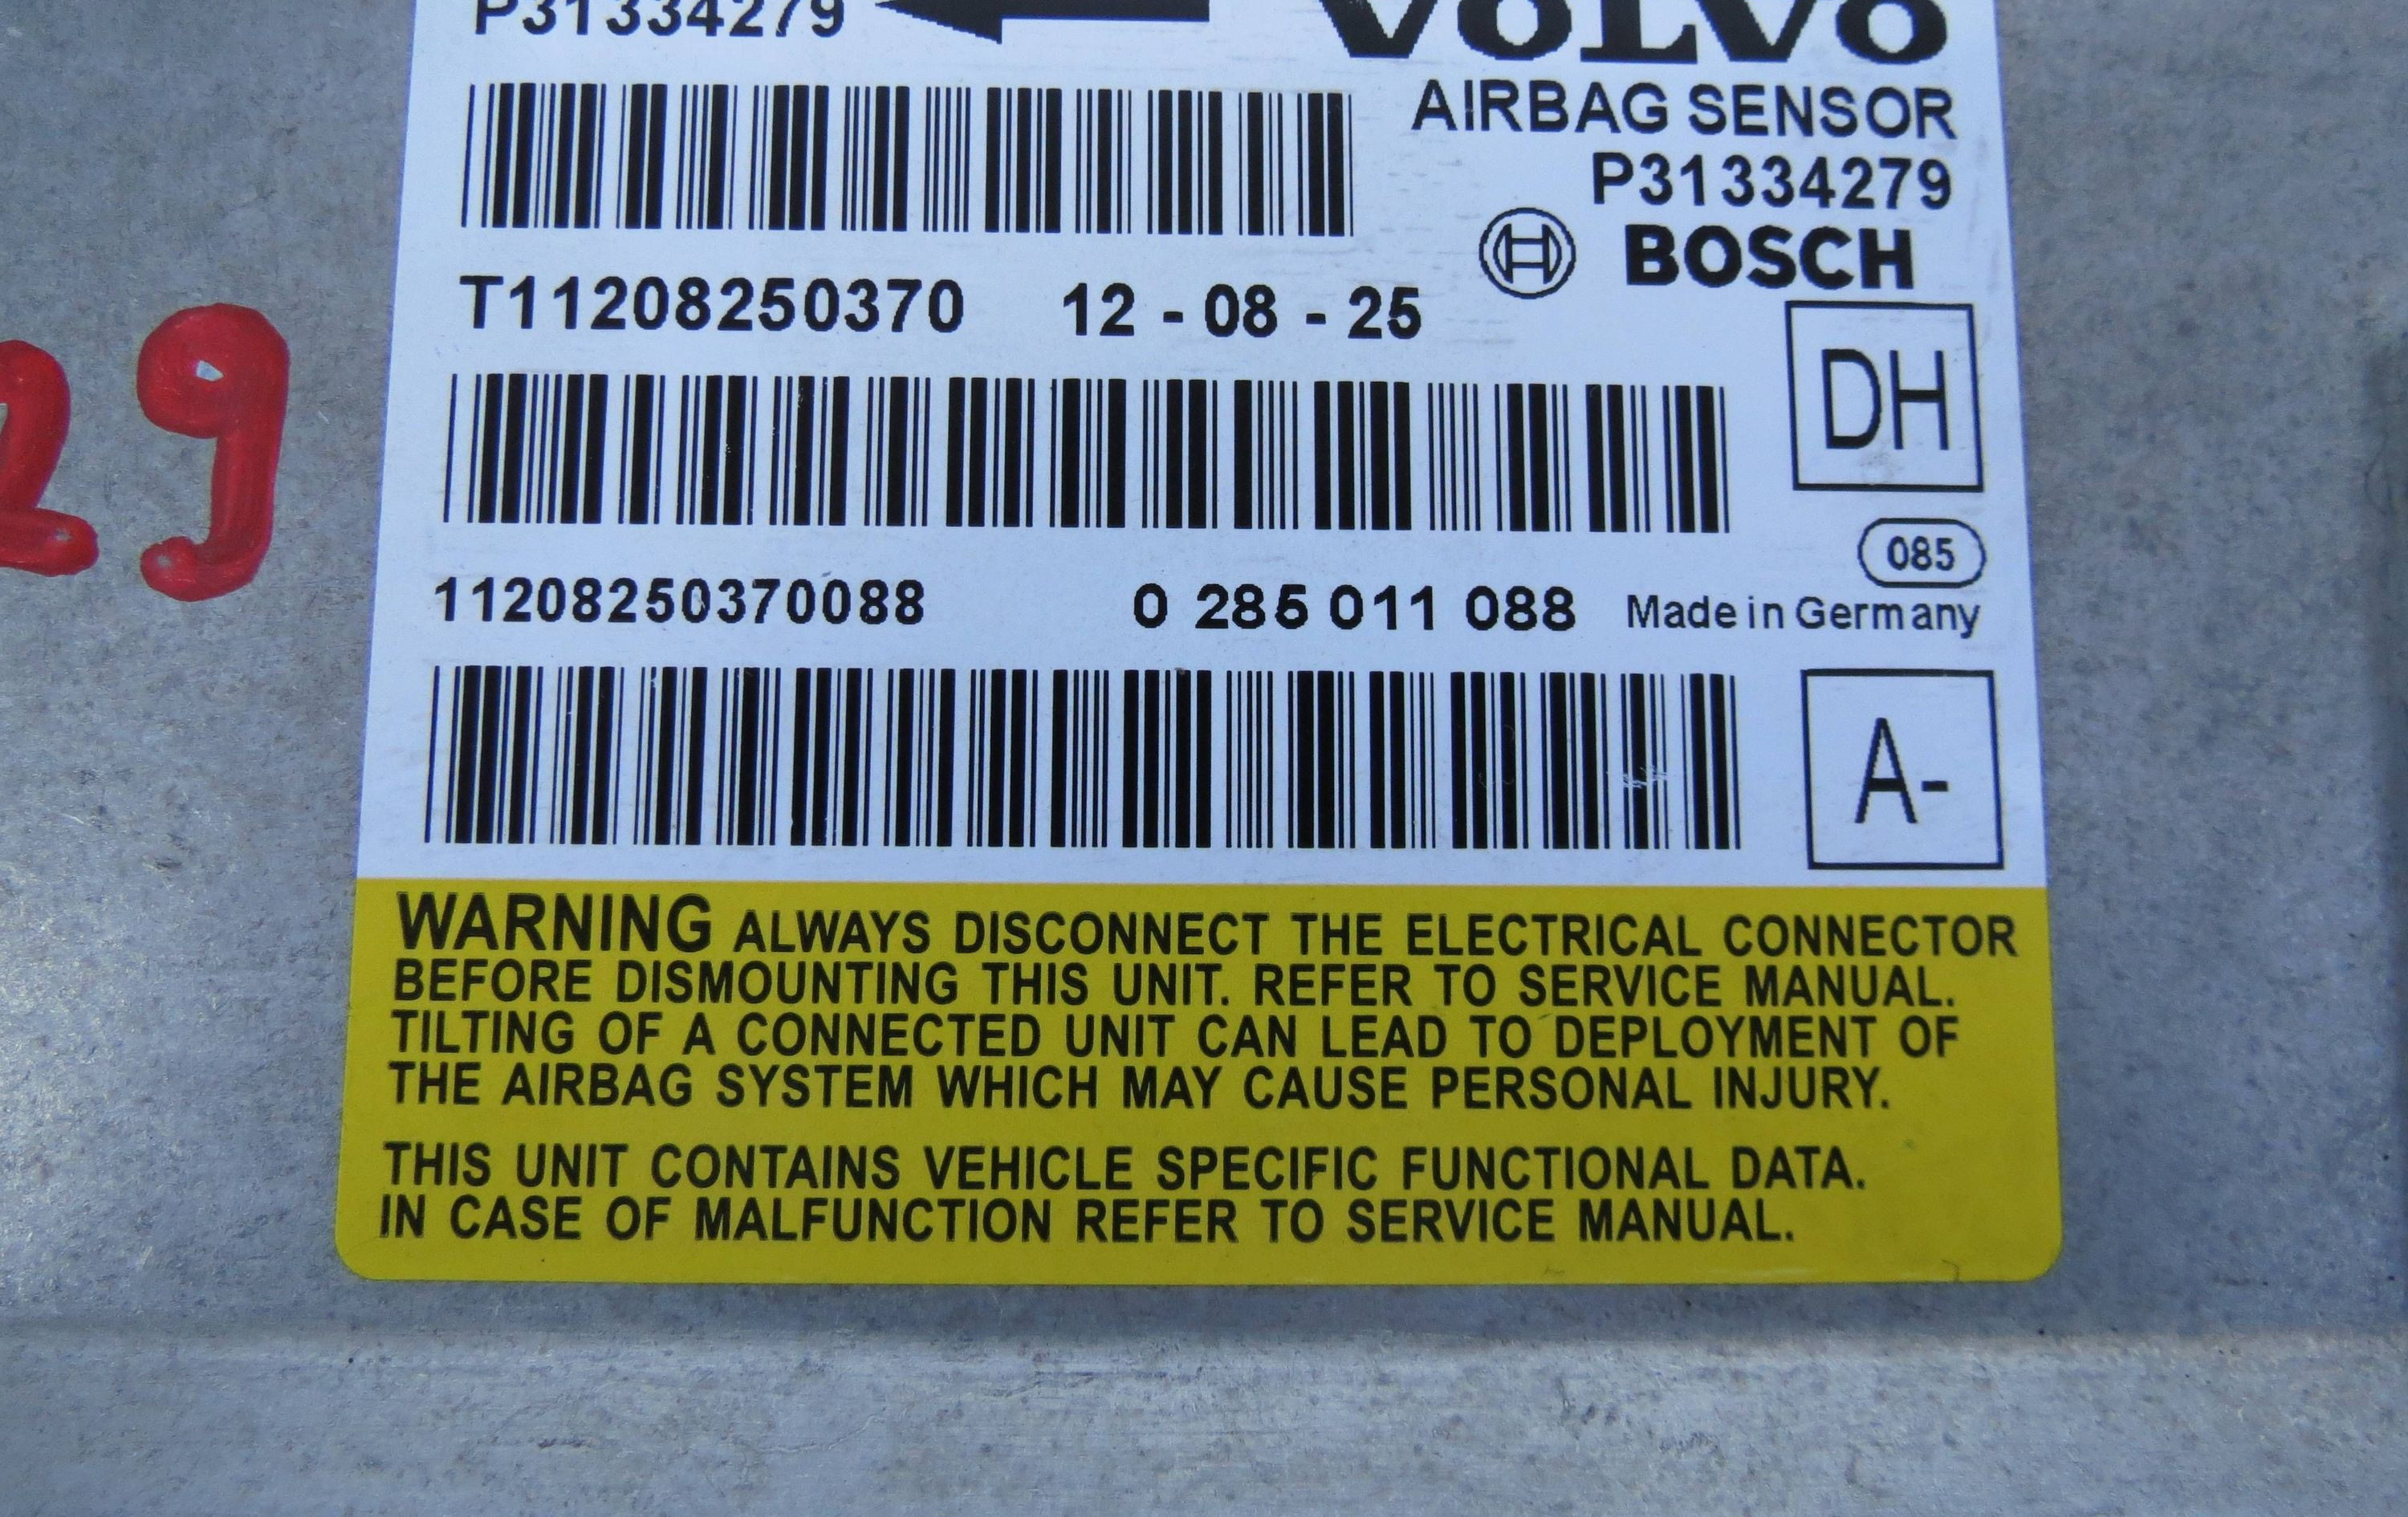 P31334279 VOLVO
AIRBAG SENSOR
P31334279
BOSCH
T11208250370 12 - 08 - 25
DH
085
11208250370088 0 285 011 088 Made in Germany
A-
29
WARNING ALWAYS DISCONNECT THE ELECTRICAL CONNECTOR
BEFORE DISMOUNTING THIS UNIT. REFER TO SERVICE MANUAL.
TILTING OF A CONNECTED UNIT CAN LEAD TO DEPLOYMENT OF
THE AIRBAG SYSTEM WHICH MAY CAUSE PERSONAL INJURY.
THIS UNIT CONTAINS VEHICLE SPECIFIC FUNCTIONAL DATA.
IN CASE OF MALFUNCTION REFER TO SERVICE MANUAL.